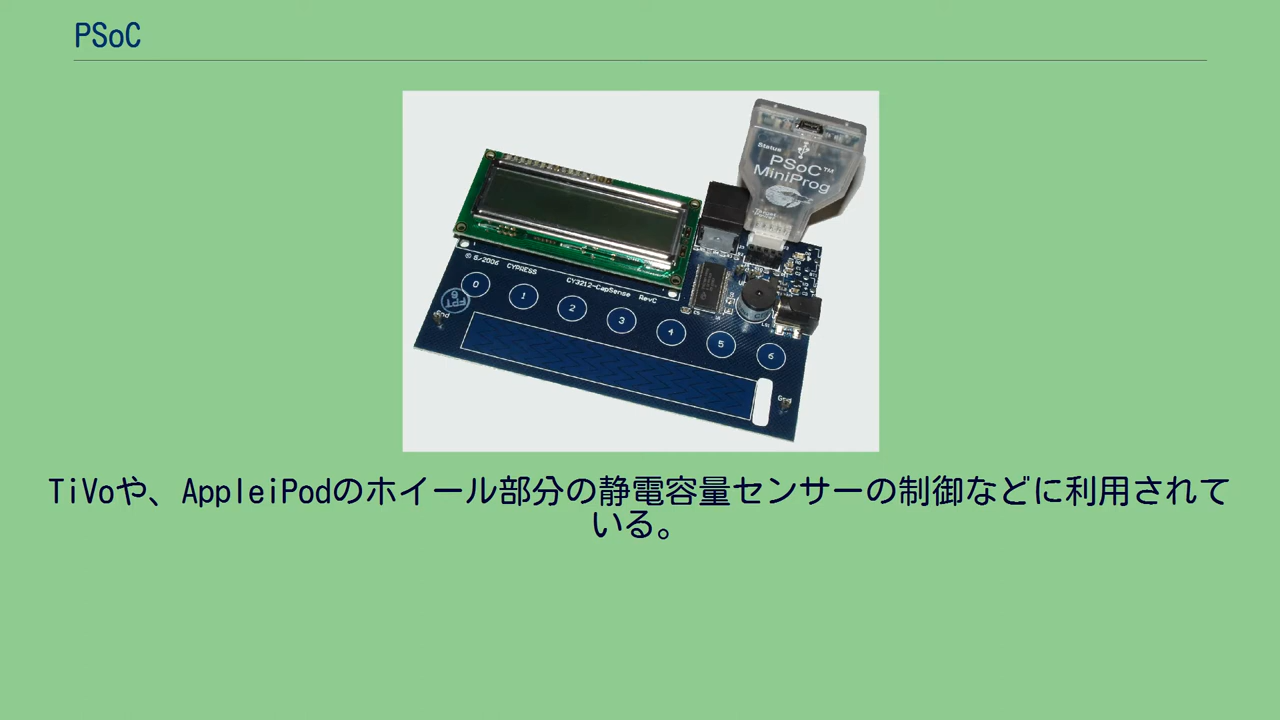 PSoC
Status
PSoC™
MiniProg
Target
© 8/2006 CYPRESS
CY3212-CapSense RevC
0
1
2
3
4
5
6
Gnd
Gnd
TiVoや、AppleiPodのホイール部分の静電容量センサーの制御などに利用されて
いる。